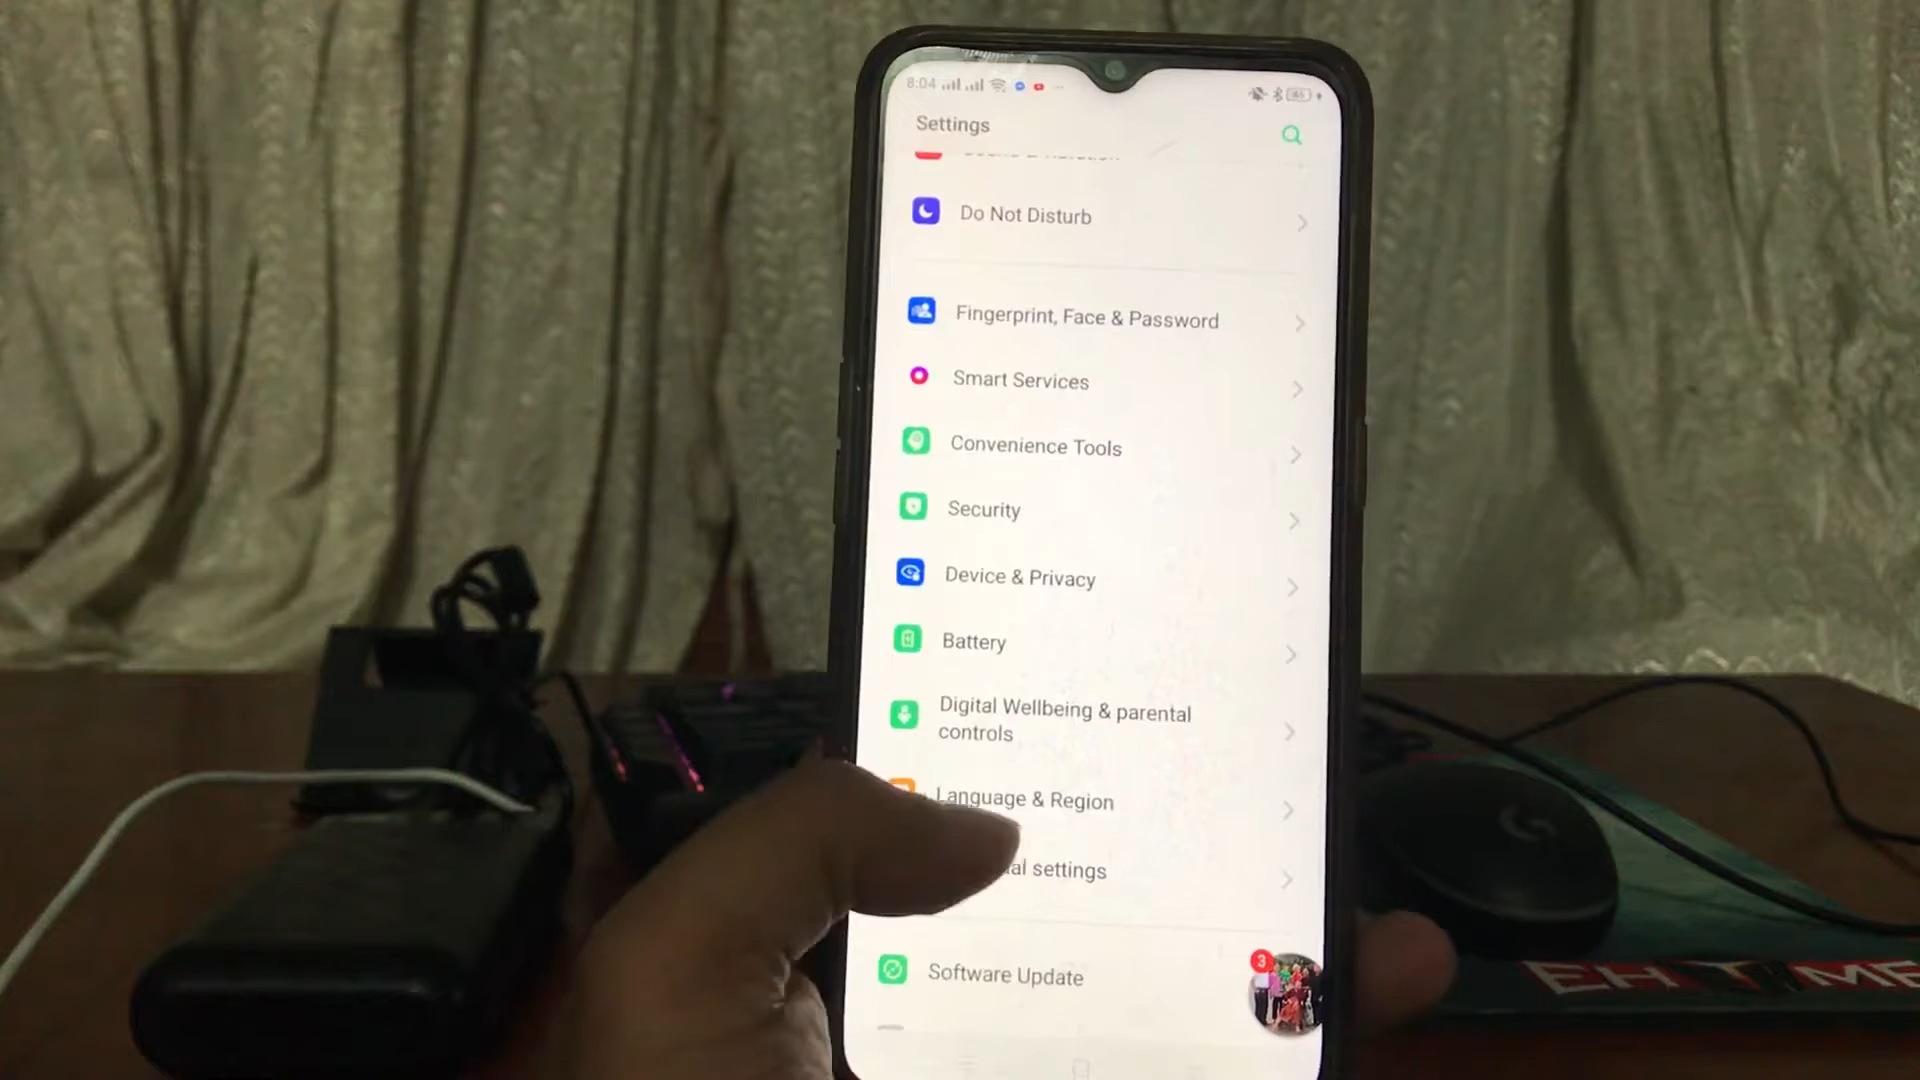 8:04
Settings
Do Not Disturb
Fingerprint, Face & Password
Smart Services
Convenience Tools
Security
Device & Privacy
Battery
Digital Wellbeing & parental
controls
Language & Region
settings
Software Update
3